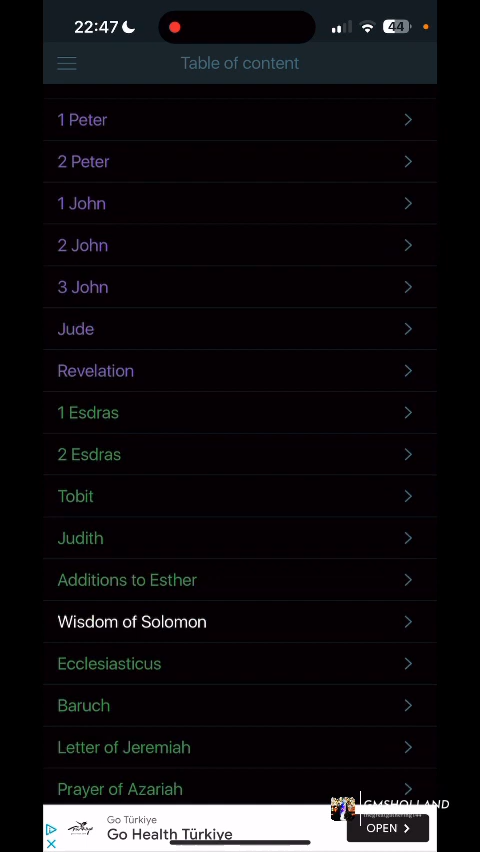 22:47
44
Table of content
1 Peter
2 Peter
1 John
2 John
3 John
Jude
Revelation
1 Esdras
2 Esdras
Tobit
Judith
Additions to Esther
Wisdom of Solomon
Ecclesiasticus
Baruch
Letter of Jeremiah
Prayer of Azariah
GMSHOLLAND
Go Türkiye
Go Health Türkiye
OPEN